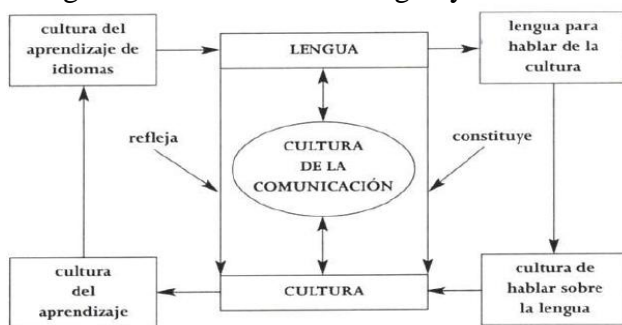 cultura del
aprendizaje de
idiomas
LENGUA
lengua para
hablar de la
cultura
refleja
CULTURA
DE LA
COMUNICACIÓN
constituye
cultura
del
aprendizaje
CULTURA
cultura de
hablar sobre
la lengua